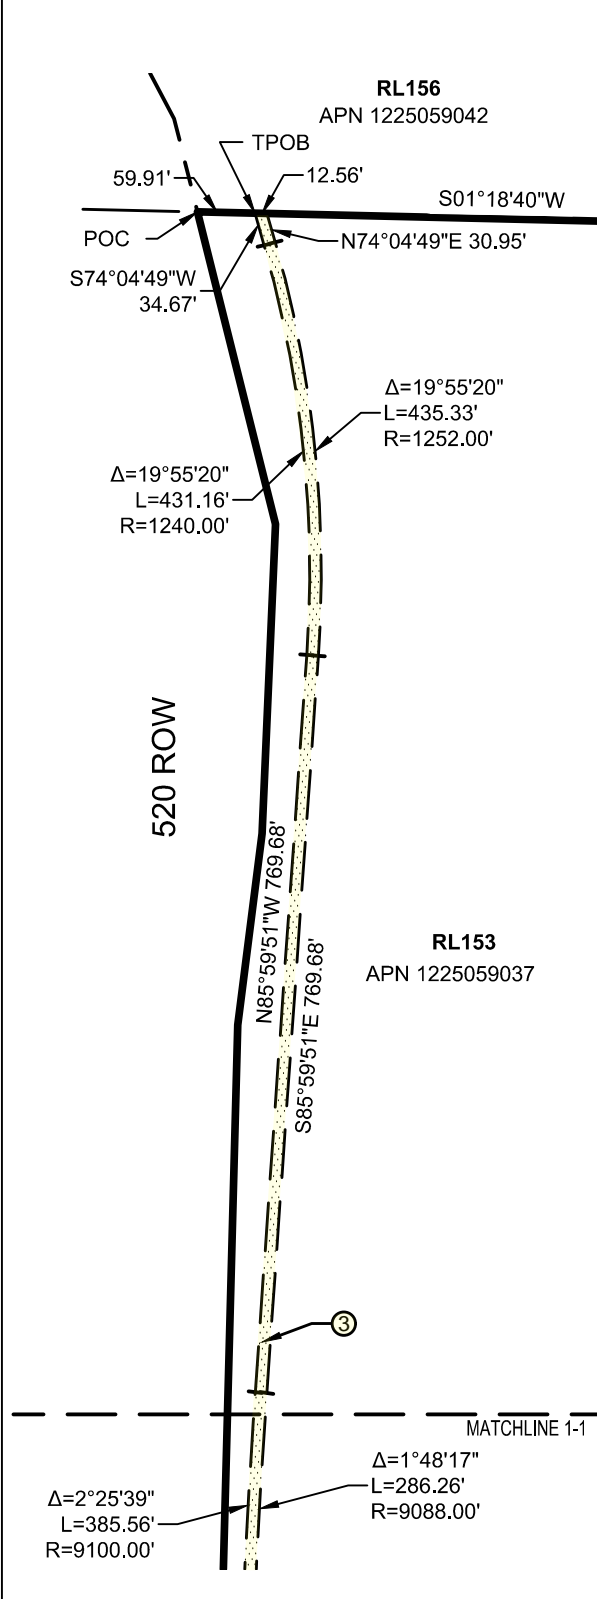 RL156
APN 1225059042
TPOB
59.91'
12.56'
S01°18'40"W
POC
N74°04'49"E 30.95'
S74°04'49"W
34.67'
Δ=19°55'20"
L=435.33'
R=1252.00'
Δ=19°55'20"
L=431.16'
R=1240.00'
520 ROW
N85°59'51"W 769.68'
S85°59'51"E 769.68'
RL153
APN 1225059037
3
MATCHLINE 1-1
Δ=1°48'17"
L=286.26'
R=9088.00'
Δ=2°25'39"
L=385.56'
R=9100.00'